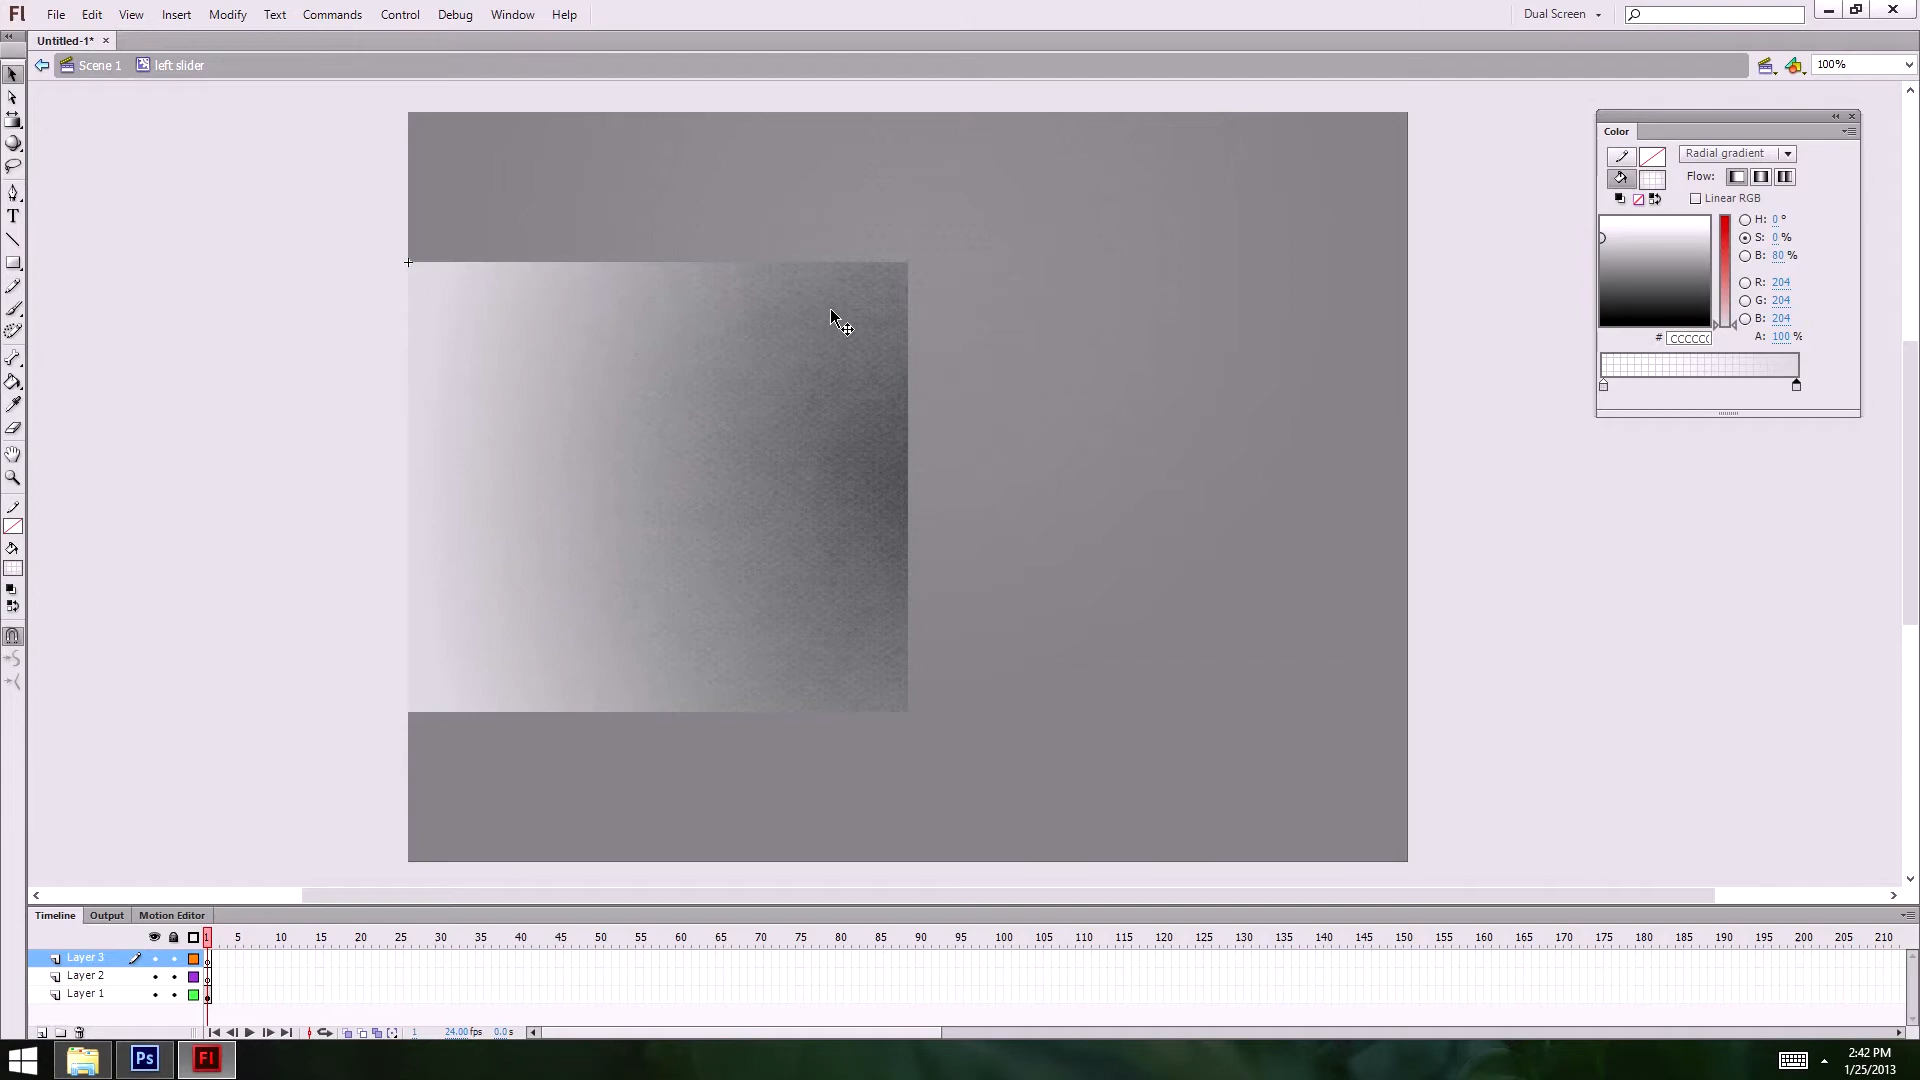 Fl File Edit View Insert Modify Text Commands Control Debug Window Help Dual Screen
Untitled-1* ×
Scene 1 left slider 100%
Color
Radial gradient
Flow:
Linear RGB
H: 0 °
S: 0 %
B: 80 %
R: 204
G: 204
B: 204
# CCCCC A: 100 %
Timeline Output Motion Editor
1 5 10 15 20 25 30 35 40 45 50 55 60 65 70 75 80 85 90 95 100 105 110 115 120 125 130 135 140 145 150 155 160 165 170 175 180 185 190 195 200 205 210
Layer 3
Layer 2
Layer 1
1 24.00 fps 0.0 s
Ps Fl 2:42 PM
1/25/2013